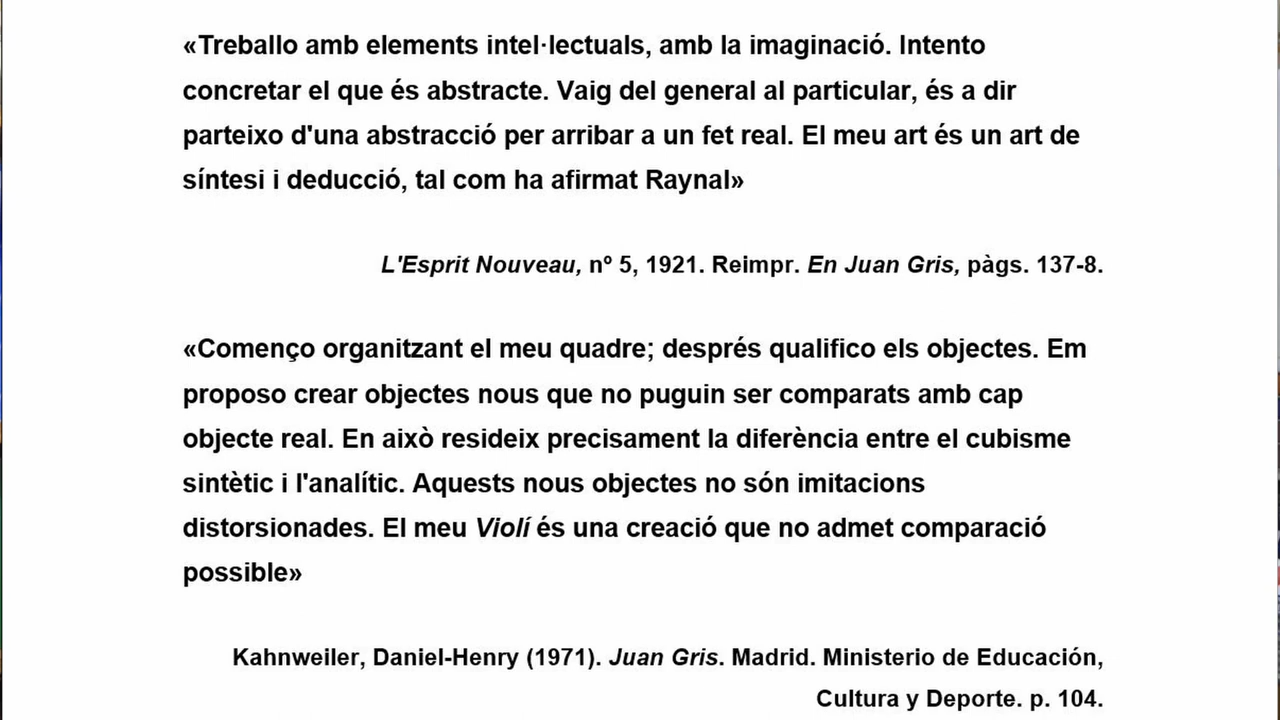 «Treballo amb elements intel·lectuals, amb la imaginació. Intento
concretar el que és abstracte. Vaig del general al particular, és a dir
parteixo d'una abstracció per arribar a un fet real. El meu art és un art de
síntesi i deducció, tal com ha afirmat Raynal»
L'Esprit Nouveau, nº 5, 1921. Reimpr. En Juan Gris, pàgs. 137-8.
«Començo organitzant el meu quadre; després qualifico els objectes. Em
proposo crear objectes nous que no puguin ser comparats amb cap
objecte real. En això resideix precisament la diferència entre el cubisme
sintètic i l'analític. Aquests nous objectes no són imitacions
distorsionades. El meu Violí és una creació que no admet comparació
possible»
Kahnweiler, Daniel-Henry (1971). Juan Gris. Madrid. Ministerio de Educación,
Cultura y Deporte. p. 104.